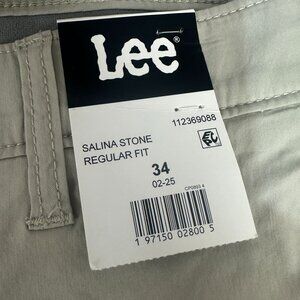 Lee®
112369088
SALINA STONE
REGULAR FIT
34
02-25
1 97150 02800 5